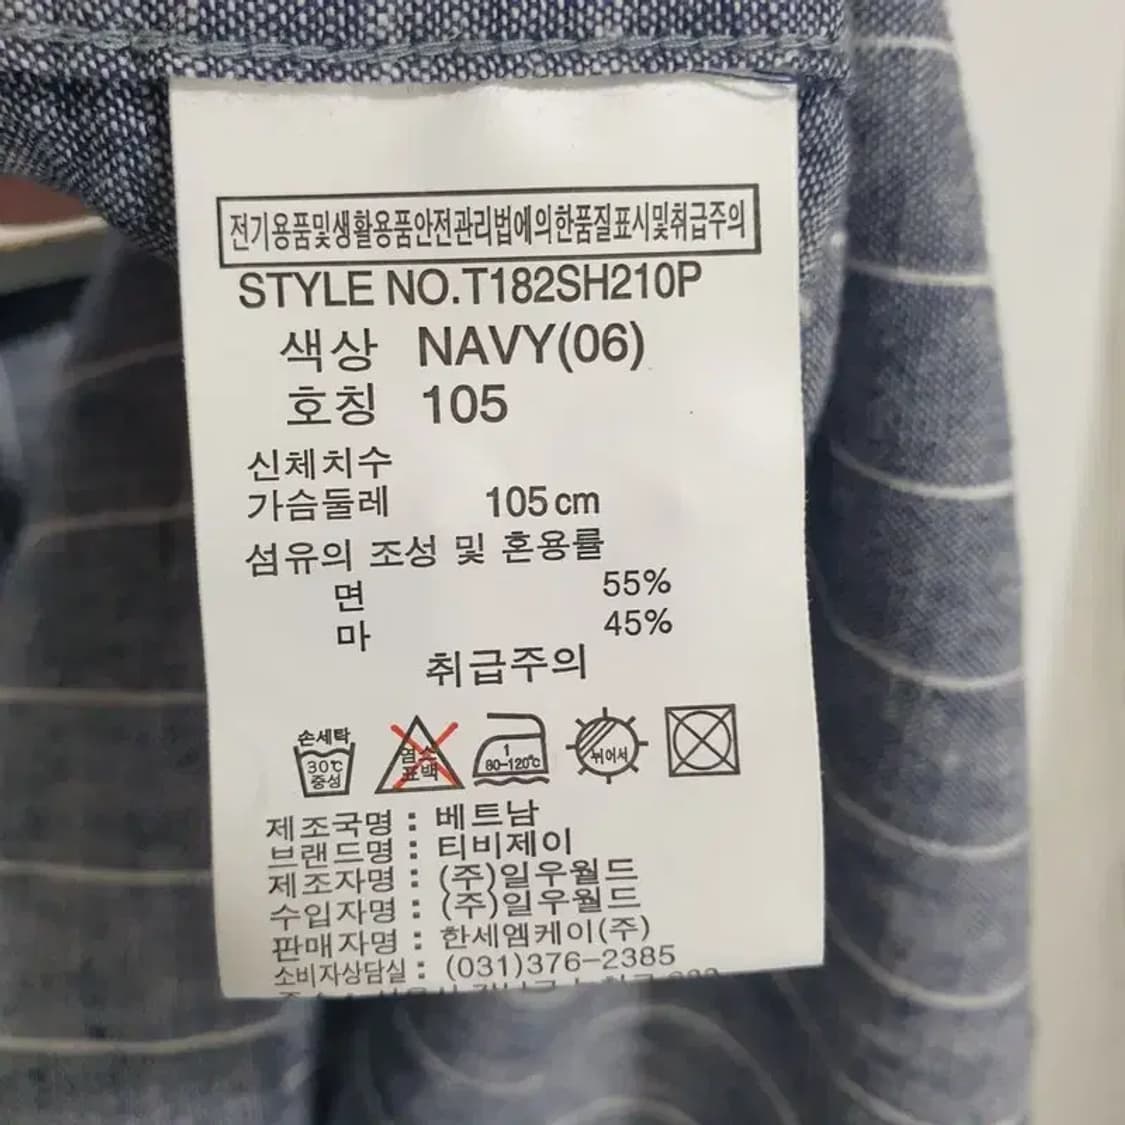 전기용품및생활용품안전관리법에의한품질표시및취급주의
STYLE NO.T182SH210P
색상 NAVY(06)
호칭 105
신체치수
가슴둘레 105cm
섬유의 조성 및 혼용률
면 55%
마 45%
취급주의
손세탁
30℃
중성
염소
표백
1
80-120℃
뉘어서
제조국명 : 베트남
브랜드명 : 티비제이
제조자명 : (주)일우월드
수입자명 : (주)일우월드
판매자명 : 한세엠케이(주)
소비자상담실 : (031)376-2385